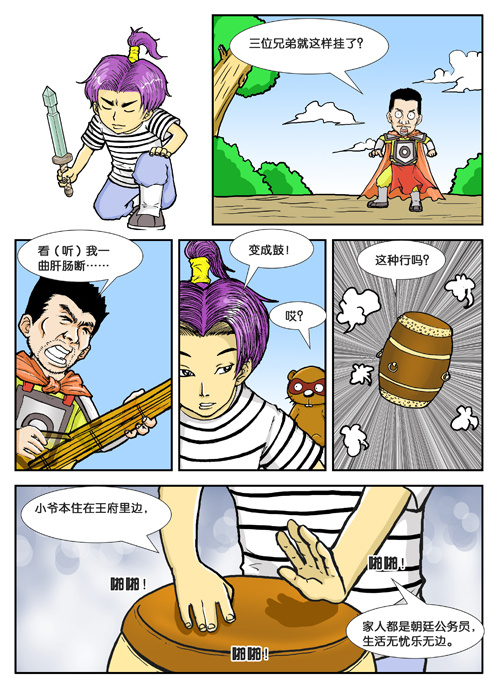 三位兄弟就这样挂了？
看（听）我一
曲肝肠断……
变成鼓！
哎？
这种行吗？
小爷本住在王府里边，
啪啪！
啪啪！
啪啪！
家人都是朝廷公务员，
生活无忧乐无边。